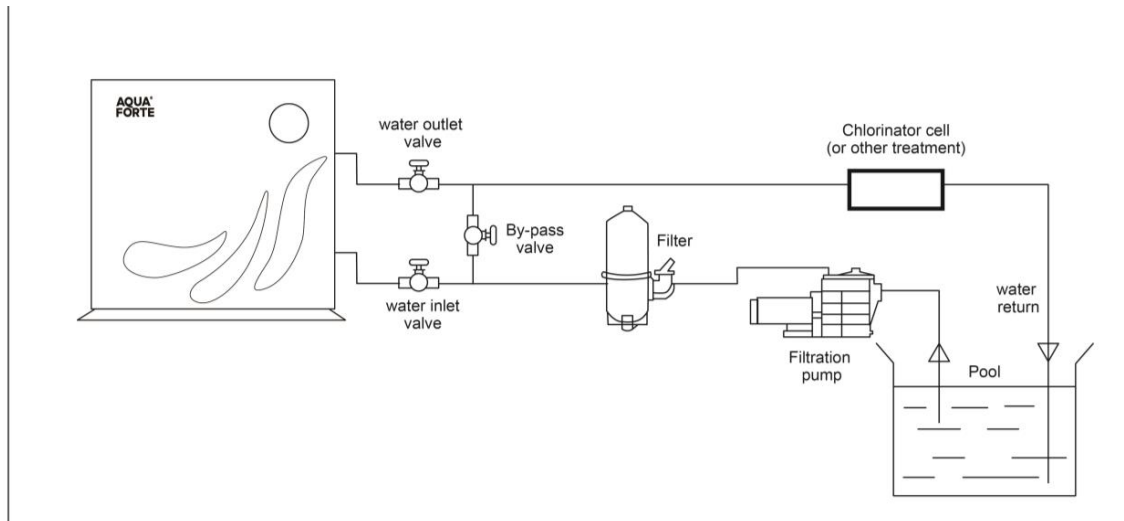 AQUA'
FORTE
water outlet
valve
Chlorinator cell
(or other treatment)
By-pass
valve
Filter
water inlet
valve
water
return
Filtration
pump
Pool